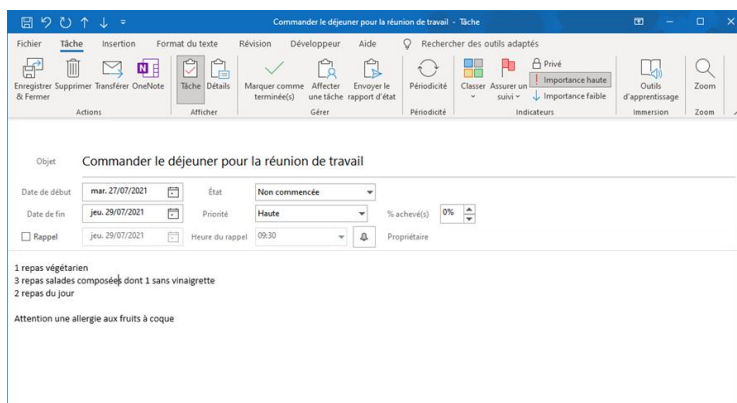 Commander le déjeuner pour la réunion de travail - Tâche
Fichier Tâche Insertion Format du texte Révision Développeur Aide Rechercher des outils adaptés
Enregistrer & Fermer Supprimer Transférer OneNote Tâche Détails Marquer comme terminée(s) Affecter une tâche Envoyer le rapport d'état Périodicité Classer Assurer un suivi Privé
Importance haute
Importance faible
Outils d'apprentissage Zoom
Actions Afficher Gérer Périodicité Indicateurs Immersion Zoom
Objet Commander le déjeuner pour la réunion de travail
Date de début mar. 27/07/2021 État Non commencée
Date de fin jeu. 29/07/2021 Priorité Haute % achevé(s) 0%
Rappel jeu. 29/07/2021 Heure du rappel 09:30 Propriétaire
1 repas végétarien
3 repas salades composées dont 1 sans vinaigrette
2 repas du jour
Attention une allergie aux fruits à coque